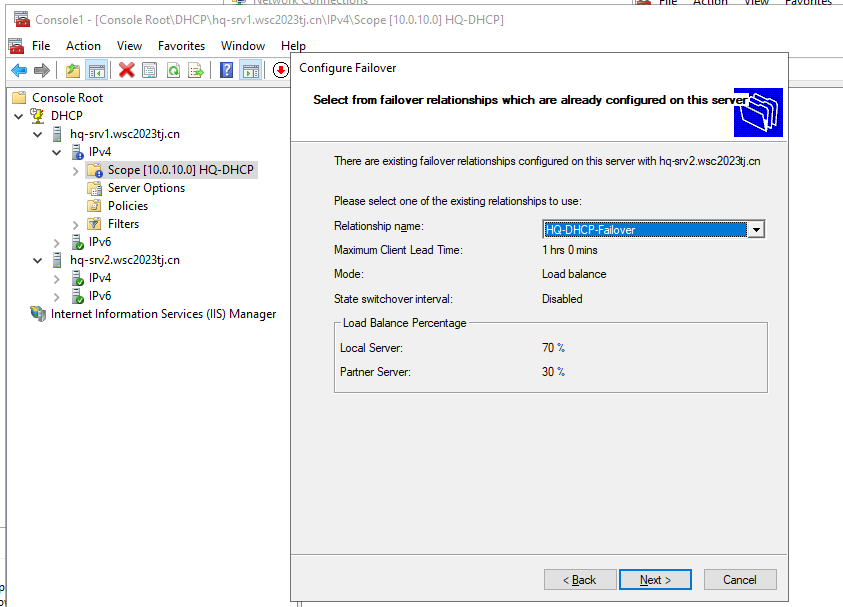 Network Connections
File Action View Favorites
Console1 - [Console Root\DHCP\hq-srv1.wsc2023tj.cn\IPv4\Scope [10.0.10.0] HQ-DHCP]
File Action View Favorites Window Help
Console Root
DHCP
hq-srv1.wsc2023tj.cn
IPv4
Scope [10.0.10.0] HQ-DHCP
Server Options
Policies
Filters
IPv6
hq-srv2.wsc2023tj.cn
IPv4
IPv6
Internet Information Services (IIS) Manager
Configure Failover
Select from failover relationships which are already configured on this server
There are existing failover relationships configured on this server with hq-srv2.wsc2023tj.cn
Please select one of the existing relationships to use:
Relationship name: HQ-DHCP-Failover
Maximum Client Lead Time: 1 hrs 0 mins
Mode: Load balance
State switchover interval: Disabled
Load Balance Percentage
Local Server: 70 %
Partner Server: 30 %
< Back Next > Cancel